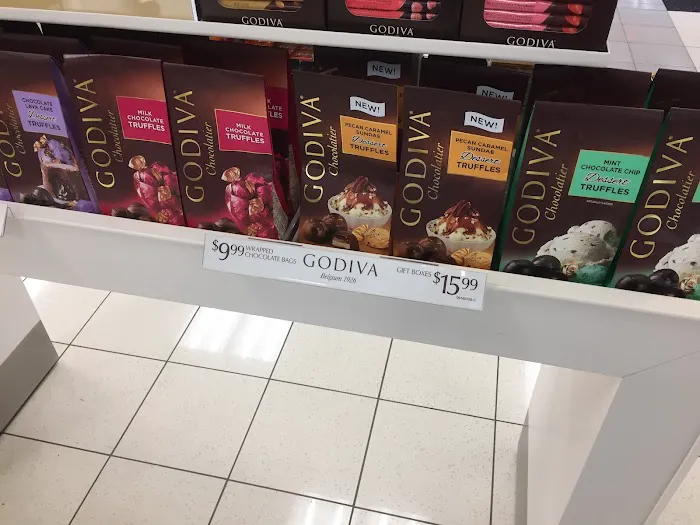 GODIVA
GODIVA
GODIVA
CHOCOLATE
LAVA CAKE
Dessert
TRUFFLES
GODIVA
Chocolatier
MILK
CHOCOLATE
TRUFFLES
GODIVA
Chocolatier
MILK
CHOCOLATE
TRUFFLES
NEW!
NEW!
GODIVA
Chocolatier
NEW!
PECAN CARAMEL
SUNDAE
Dessert
TRUFFLES
GODIVA
Chocolatier
NEW!
PECAN CARAMEL
SUNDAE
Dessert
TRUFFLES
GODIVA
Chocolatier
MINT
CHOCOLATE CHIP
Dessert
TRUFFLES
GODIVA
Chocolatier
$9.99 WRAPPED
CHOCOLATE BAGS
GODIVA
Belgium 1926
GIFT BOXES $15.99